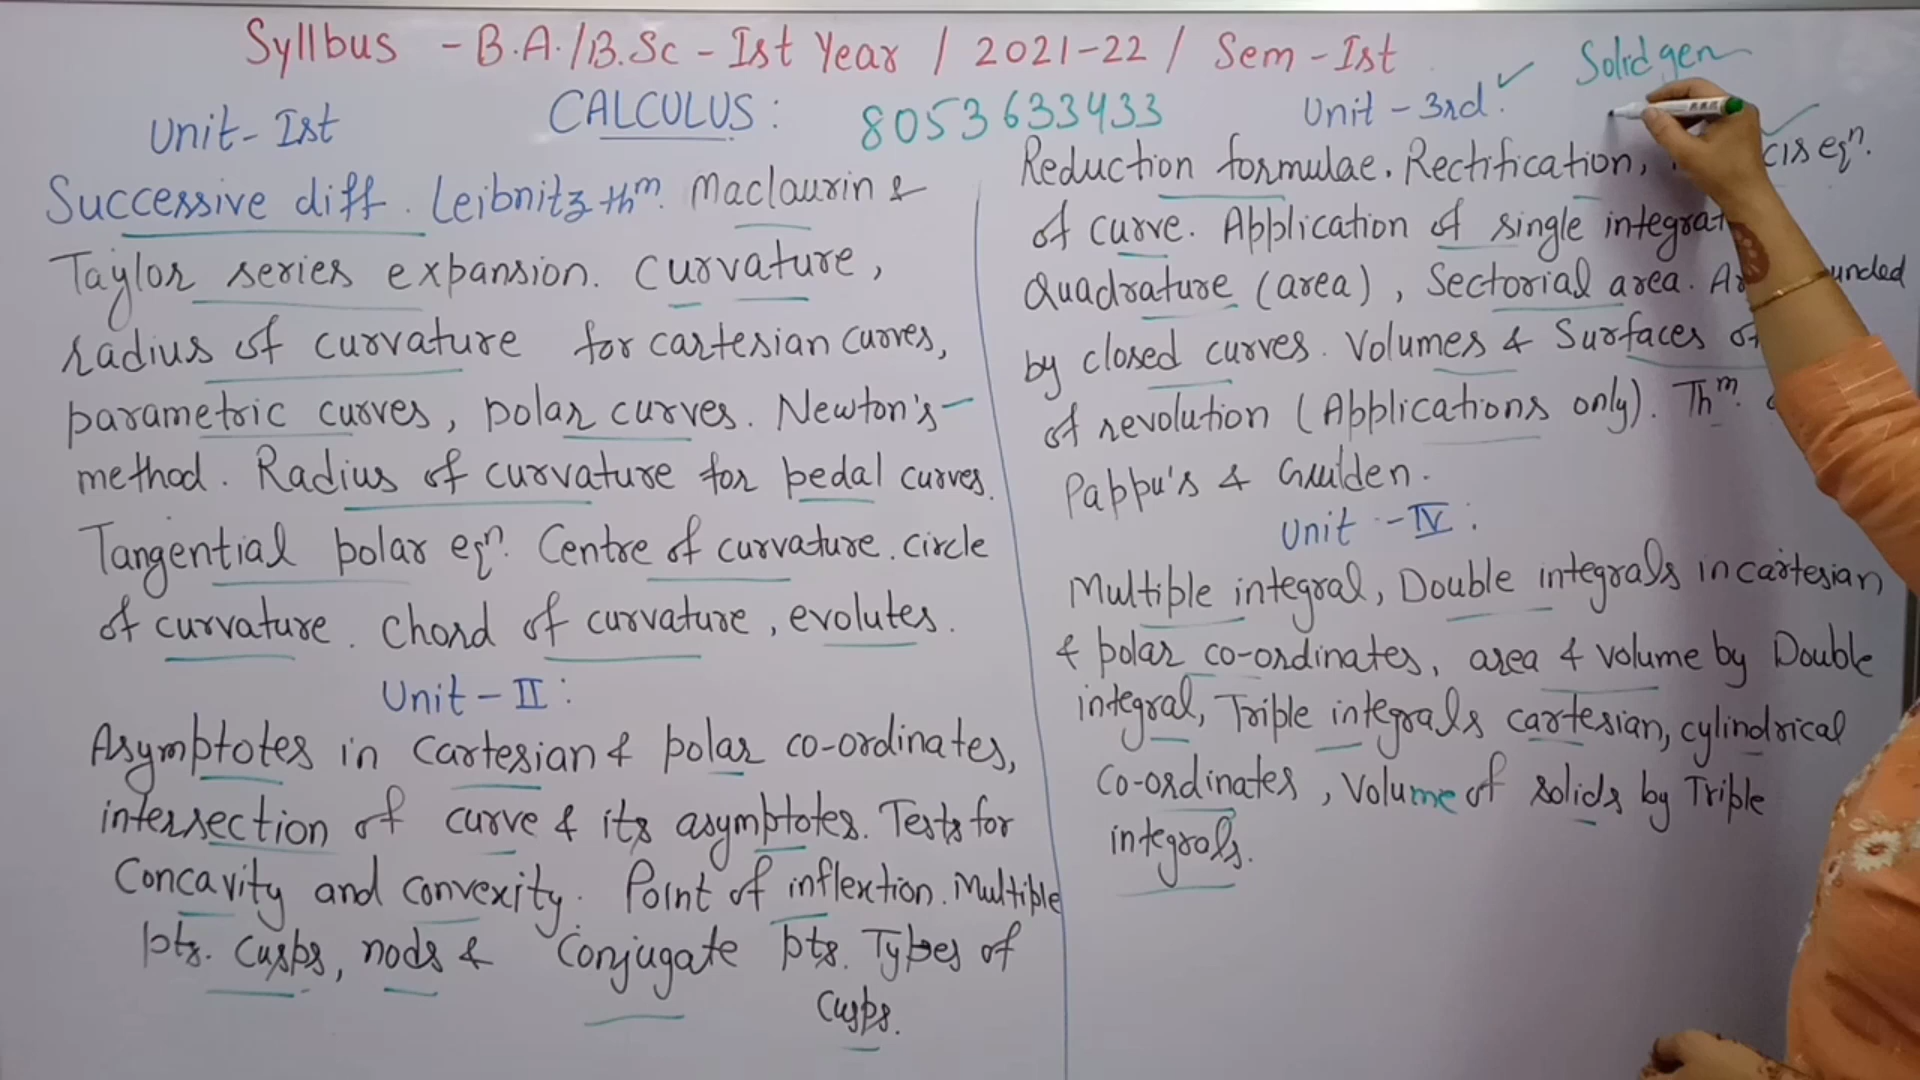 Syllbus - B.A./B.Sc - Ist Year / 2021-22 / Sem - Ist
CALCULUS : 8053633433
Solid gen
Unit - Ist
Successive diff. Leibnitz thm. Maclaurin &
Taylor series expansion. Curvature,
radius of curvature for cartesian curves,
parametric curves, polar curves. Newton's
method. Radius of curvature for pedal curves.
Tangential polar eqn. Centre of curvature. circle
of curvature. Chord of curvature, evolutes.
Unit - II :
Asymptotes in Cartesian & polar co-ordinates,
intersection of curve & its asymptotes. Tests for
Concavity and convexity. Point of inflextion. Multiple
pts. Cusps, nods & Conjugate pts. Types of
Cusps.
Unit - 3rd.
Reduction formulae. Rectification, eqn.
of curve. Application of single
Quadrature (area), Sectorial area.
by closed curves. Volumes & Surfaces
of revolution (Applications only). Thm.
Pappu's & Gulden.
Unit - IV :
Multiple integral, Double integrals in cartesian
& polar co-ordinates, area & volume by Double
integral, Triple integrals cartesian, cylindrical
Co-ordinates, Volume of solids by Triple
integrals.